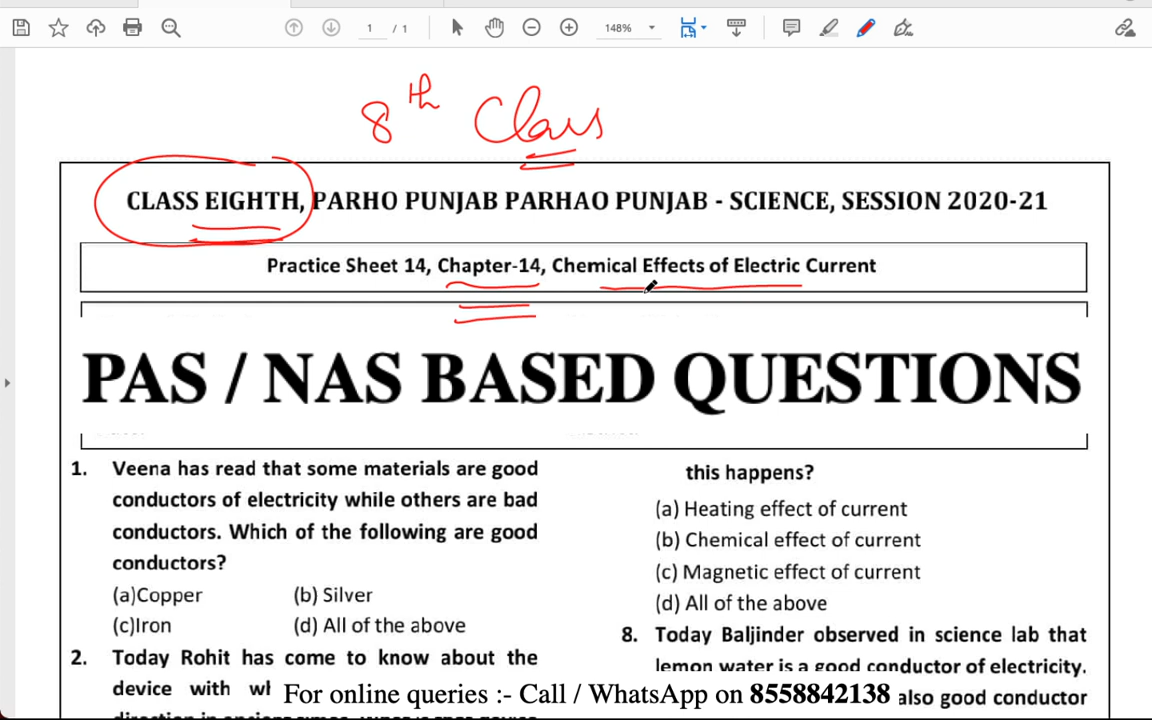 1 / 1
148%
8th Class
CLASS EIGHTH, PARHO PUNJAB PARHAO PUNJAB - SCIENCE, SESSION 2020-21
Practice Sheet 14, Chapter-14, Chemical Effects of Electric Current
PAS / NAS BASED QUESTIONS
1. Veena has read that some materials are good
conductors of electricity while others are bad
conductors. Which of the following are good
conductors?
(a)Copper (b) Silver
(c)Iron (d) All of the above
2. Today Rohit has come to know about the
device with
this happens?
(a) Heating effect of current
(b) Chemical effect of current
(c) Magnetic effect of current
(d) All of the above
8. Today Baljinder observed in science lab that
lemon water is a good conductor of electricity.
also good conductor
For online queries :- Call / WhatsApp on 8558842138